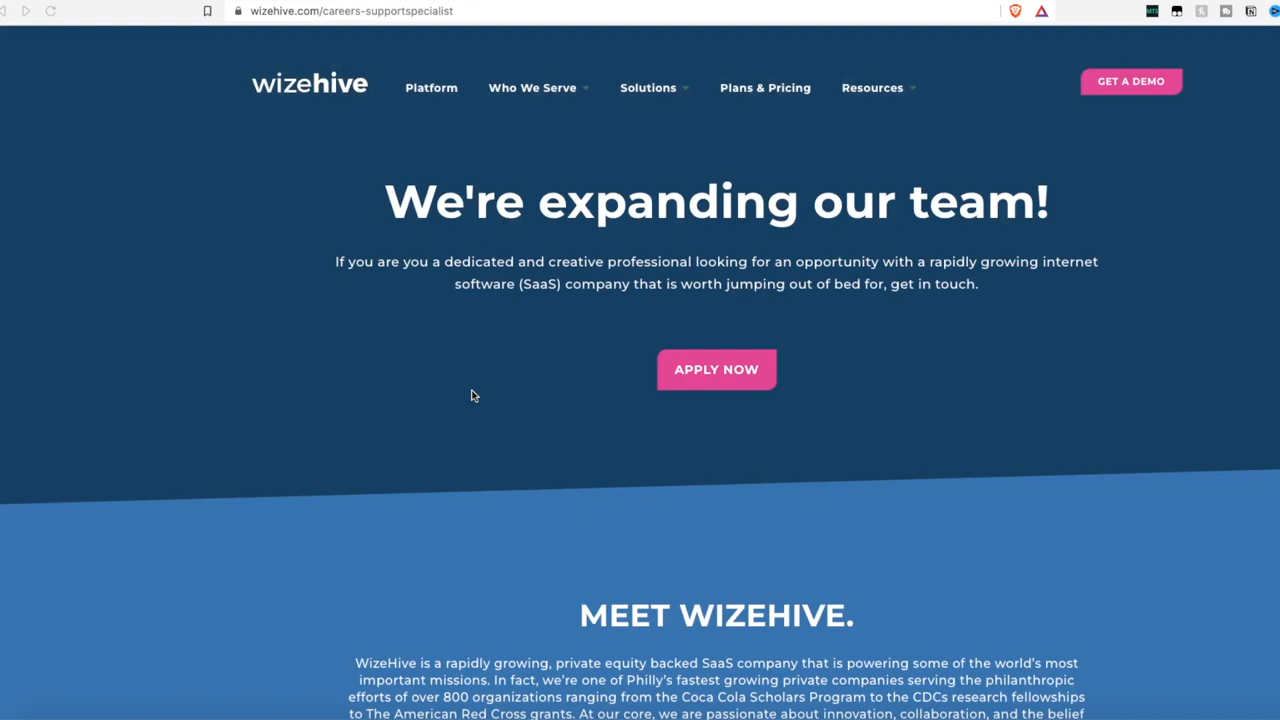 wizehive.com/careers-supportspecialist
MTS
wizehive
Platform
Who We Serve
Solutions
Plans & Pricing
Resources
GET A DEMO
We're expanding our team!
If you are you a dedicated and creative professional looking for an opportunity with a rapidly growing internet
software (SaaS) company that is worth jumping out of bed for, get in touch.
APPLY NOW
MEET WIZEHIVE.
WizeHive is a rapidly growing, private equity backed SaaS company that is powering some of the world's most
important missions. In fact, we're one of Philly's fastest growing private companies serving the philanthropic
efforts of over 800 organizations ranging from the Coca Cola Scholars Program to the CDCs research fellowships
to The American Red Cross grants. At our core, we are passionate about innovation, collaboration, and the belief